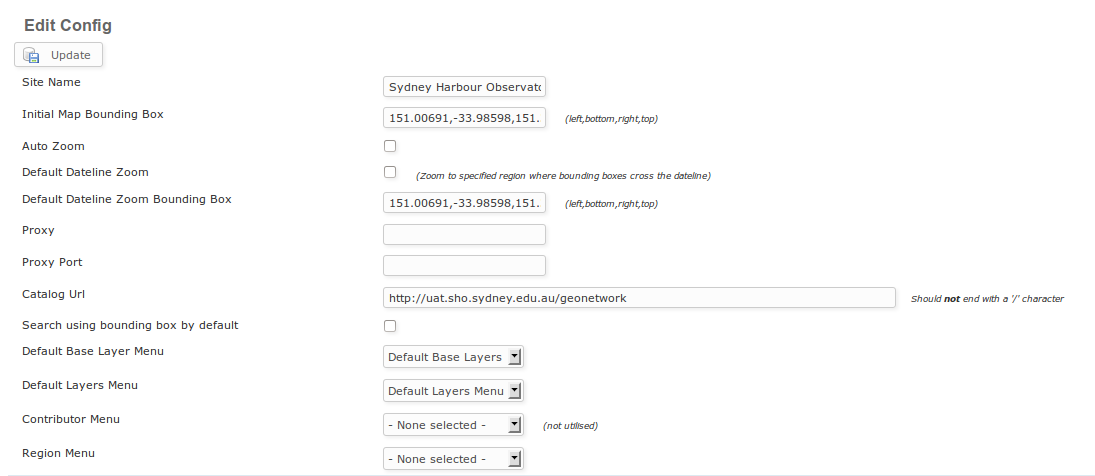 Edit Config
Update
Site Name
Sydney Harbour Observato
Initial Map Bounding Box
151.00691,-33.98598,151. (left,bottom,right,top)
Auto Zoom
Default Dateline Zoom (Zoom to specified region where bounding boxes cross the dateline)
Default Dateline Zoom Bounding Box
151.00691,-33.98598,151. (left,bottom,right,top)
Proxy
Proxy Port
Catalog Url http://uat.sho.sydney.edu.au/geonetwork Should not end with a '/' character
Search using bounding box by default
Default Base Layer Menu Default Base Layers
Default Layers Menu Default Layers Menu
Contributor Menu - None selected - (not utilised)
Region Menu - None selected -